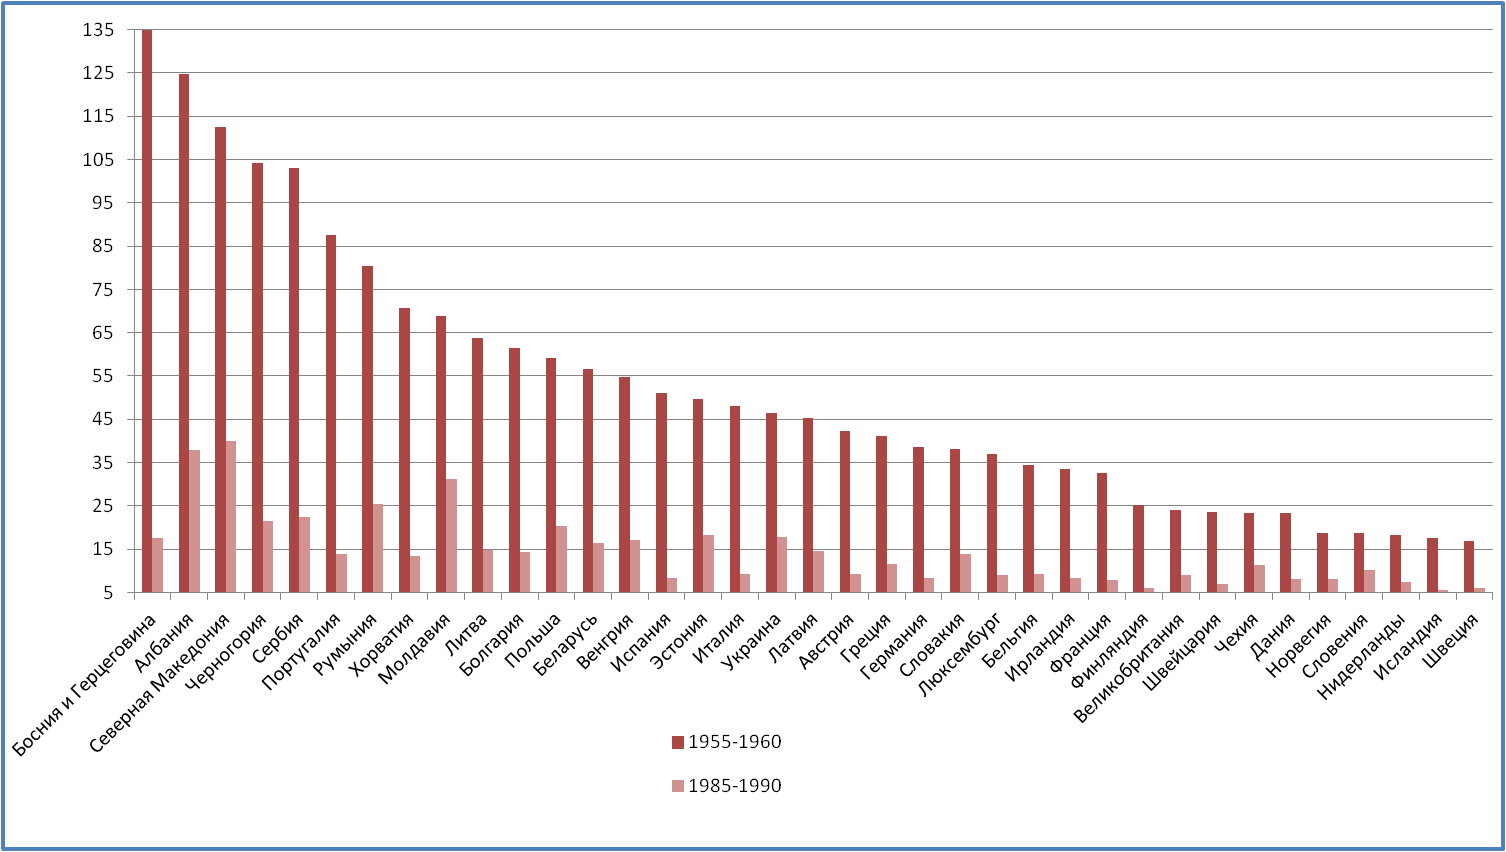 135
125
115
105
95
85
75
65
55
45
35
25
15
5
Босния и Герцеговина
Албания
Северная Македония
Черногория
Сербия
Португалия
Румыния
Хорватия
Молдавия
Литва
Болгария
Польша
Беларусь
Венгрия
Испания
Эстония
Италия
Украина
Латвия
Австрия
Греция
Германия
Словакия
Люксембург
Бельгия
Ирландия
Франция
Финляндия
Великобритания
Швейцария
Чехия
Дания
Норвегия
Словения
Нидерланды
Исландия
Швеция
1955-1960
1985-1990